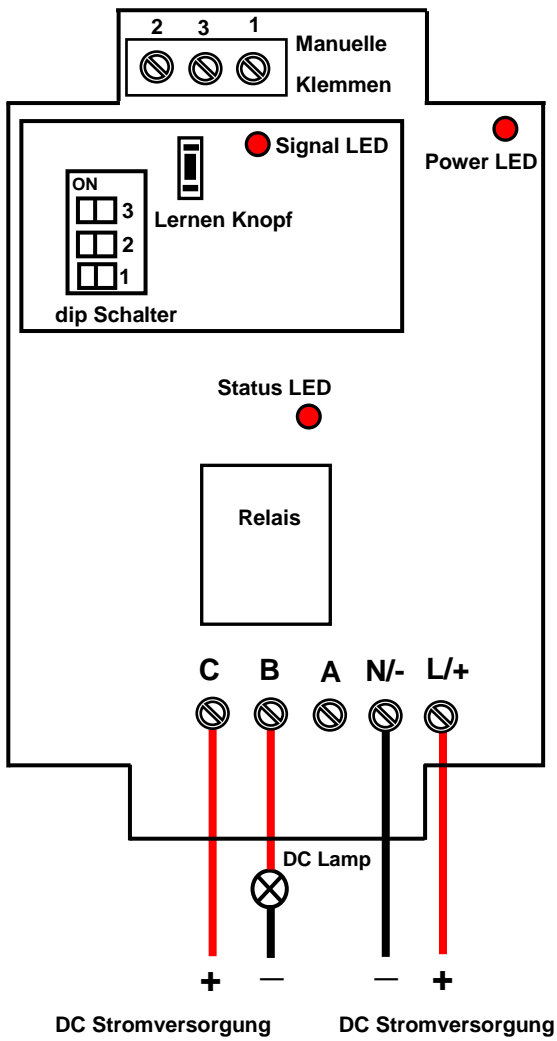 2 3 1
Manuelle
Klemmen
Signal LED
Power LED
ON
3
2
1
Lernen Knopf
dip Schalter
Status LED
Relais
C B A N/- L/+
DC Lamp
+ — — +
DC Stromversorgung DC Stromversorgung